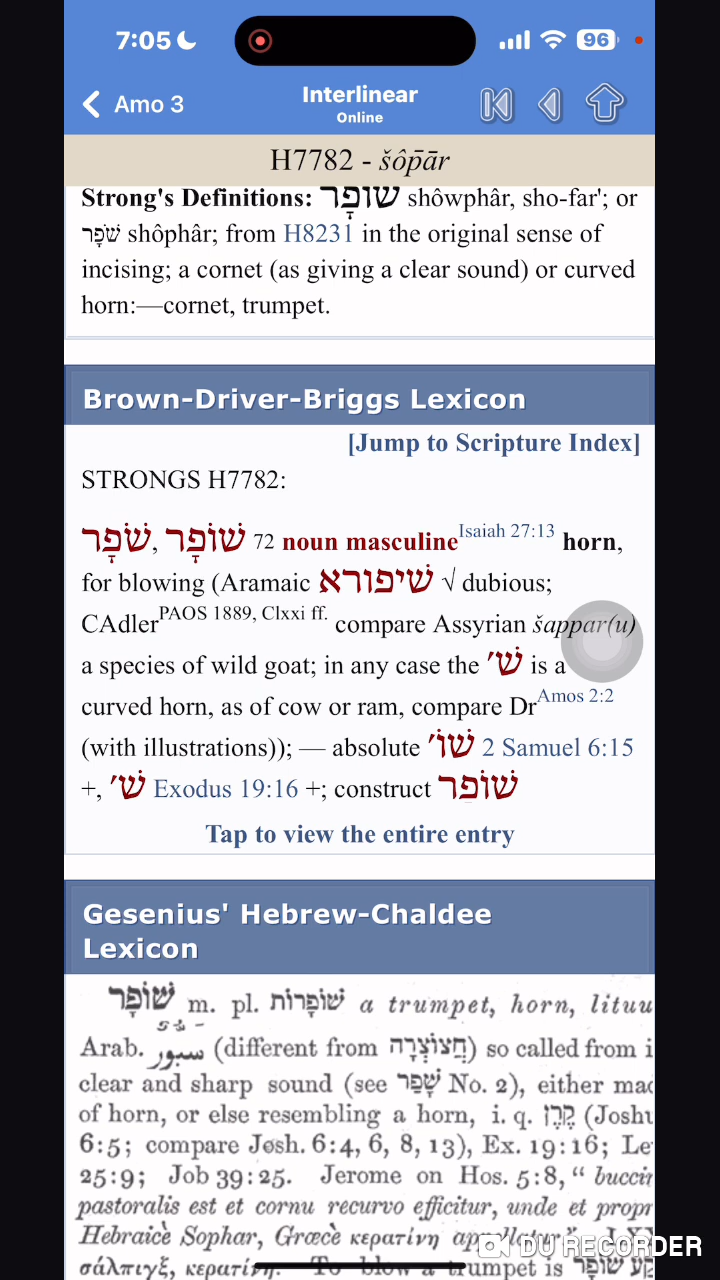 7:05
96
Amo 3
Interlinear
Online
H7782 - šôp̄ār
Strong's Definitions: שׁוֹפָר shôwphâr, sho-far'; or
שֹׁפָר shôphâr; from H8231 in the original sense of
incising; a cornet (as giving a clear sound) or curved
horn:—cornet, trumpet.
Brown-Driver-Briggs Lexicon
[Jump to Scripture Index]
STRONGS H7782:
שֹׁפָר, שׁוֹפָר 72 noun masculine Isaiah 27:13 horn,
for blowing (Aramaic שׁיפורא √ dubious;
CAdler PAOS 1889, Clxxi ff. compare Assyrian šappar(u)
a species of wild goat; in any case the שׁ׳ is a
curved horn, as of cow or ram, compare Dr Amos 2:2
(with illustrations)); — absolute שׁוֹ׳ 2 Samuel 6:15
+, שׁ׳ Exodus 19:16 +; construct שׁוֹפר
Tap to view the entire entry
Gesenius' Hebrew-Chaldee
Lexicon
שׁוֹפָר m. pl. שׁוֹפָרוֹת a trumpet, horn, lituu
Arab. (different from חֲצוֹצְרָה) so called from i
clear and sharp sound (see שָׁפַר No. 2), either mad
of horn, or else resembling a horn, i. q. קֶרֶן (Joshu
6:5; compare Josh. 6:4, 6, 8, 13), Ex. 19:16; Le
25:9; Job 39:25. Jerome on Hos. 5:8, “ buccin
pastoralis est et cornu recurvo efficitur, unde et propr
Hebraicè Sophar, Græcè κερατίνη appellatur
σάλπιγξ, κερατίνη. To blow a trumpet is שׁוֹפָר
DU RECORDER